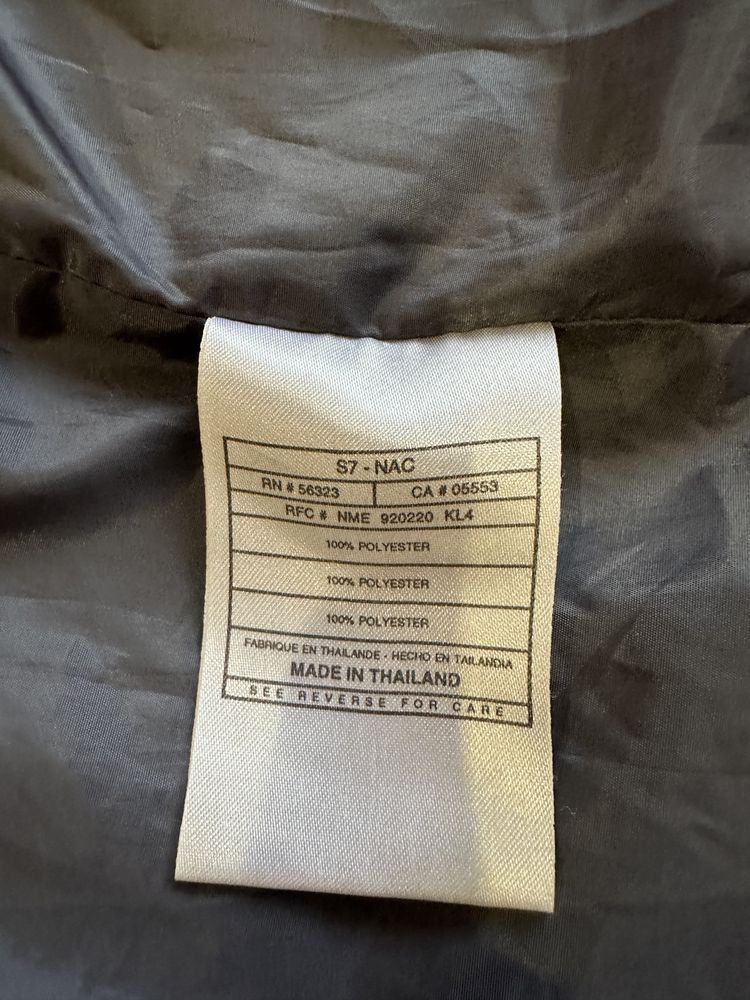 S7 - NAC
RN # 56323 CA # 05553
RFC # NME 920220 KL4
100% POLYESTER
100% POLYESTER
100% POLYESTER
FABRIQUE EN THAILANDE - HECHO EN TAILANDIA
MADE IN THAILAND
SEE REVERSE FOR CARE